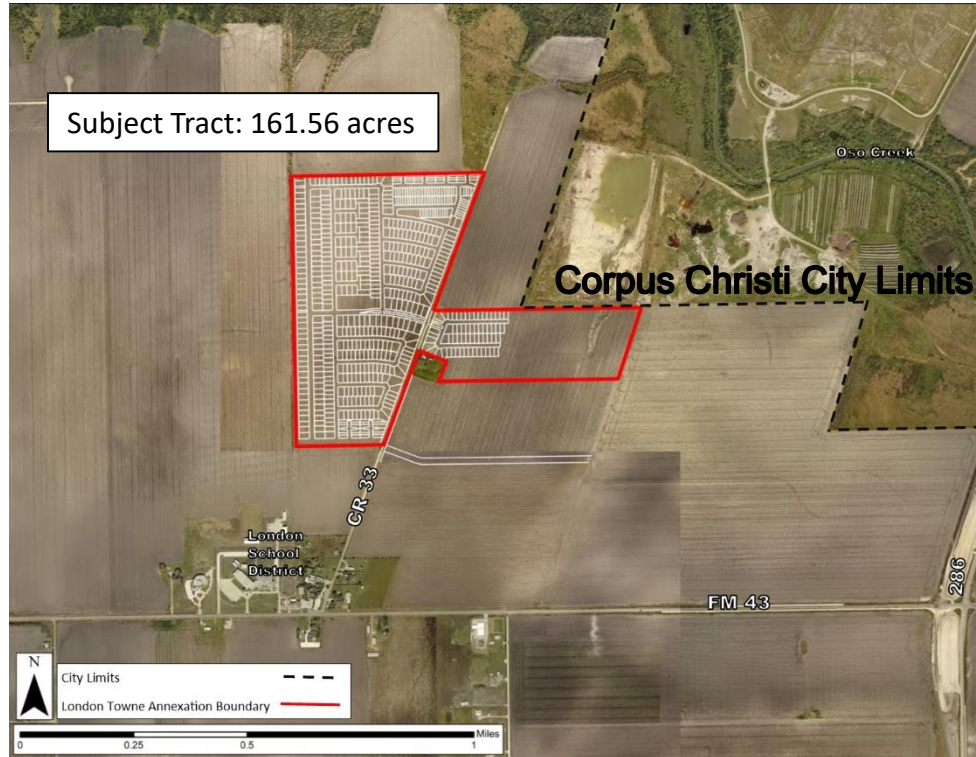 Subject Tract: 161.56 acres
Oso Creek
Corpus Christi City Limits
CR 33
London
School
District
FM 43
286
N
City Limits
London Towne Annexation Boundary
Miles
0
0.25
0.5
1